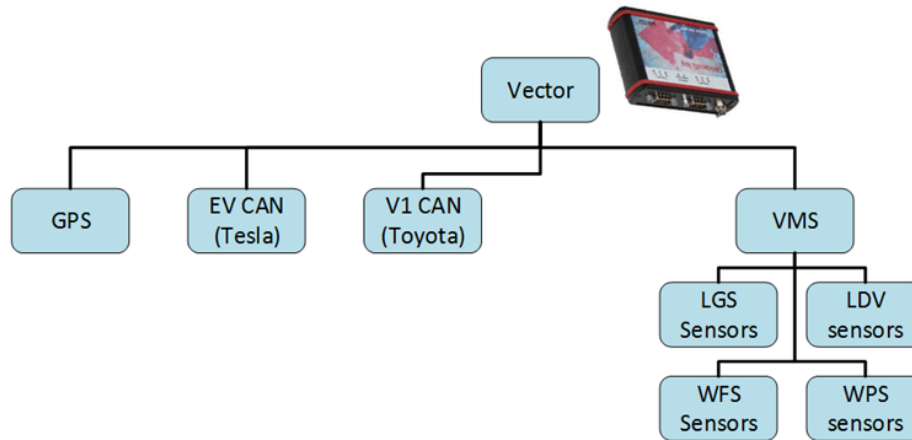 Vector
GPS
EV CAN
(Tesla)
V1 CAN
(Toyota)
VMS
LGS
Sensors
LDV
sensors
WFS
Sensors
WPS
sensors